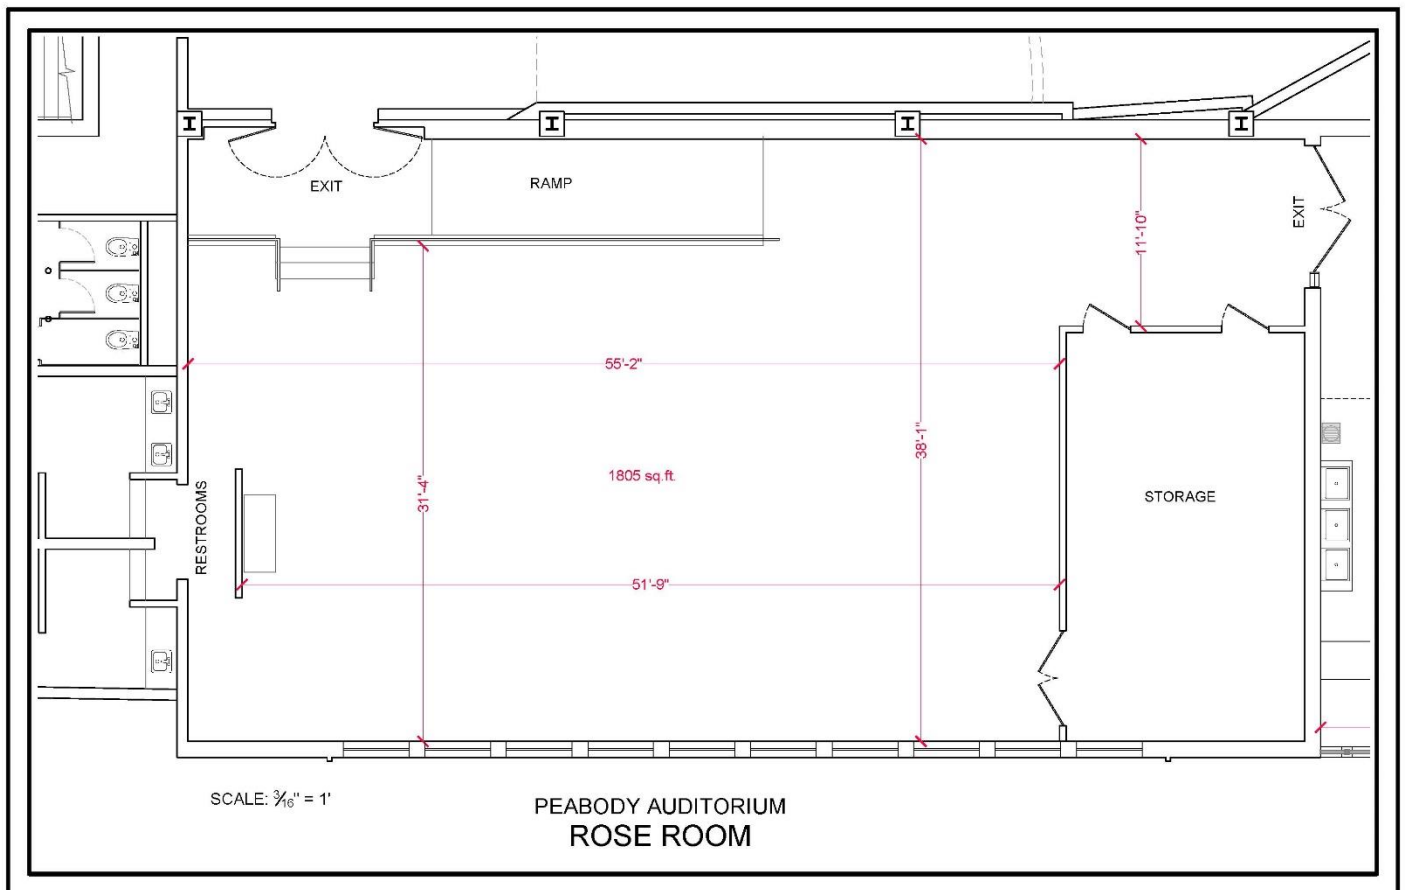 EXIT
RAMP
EXIT
11'-10"
55'-2"
38'-1"
31'-4"
1805 sq.ft.
RESTROOMS
STORAGE
51'-9"
SCALE: 3/16" = 1'
PEABODY AUDITORIUM
ROSE ROOM